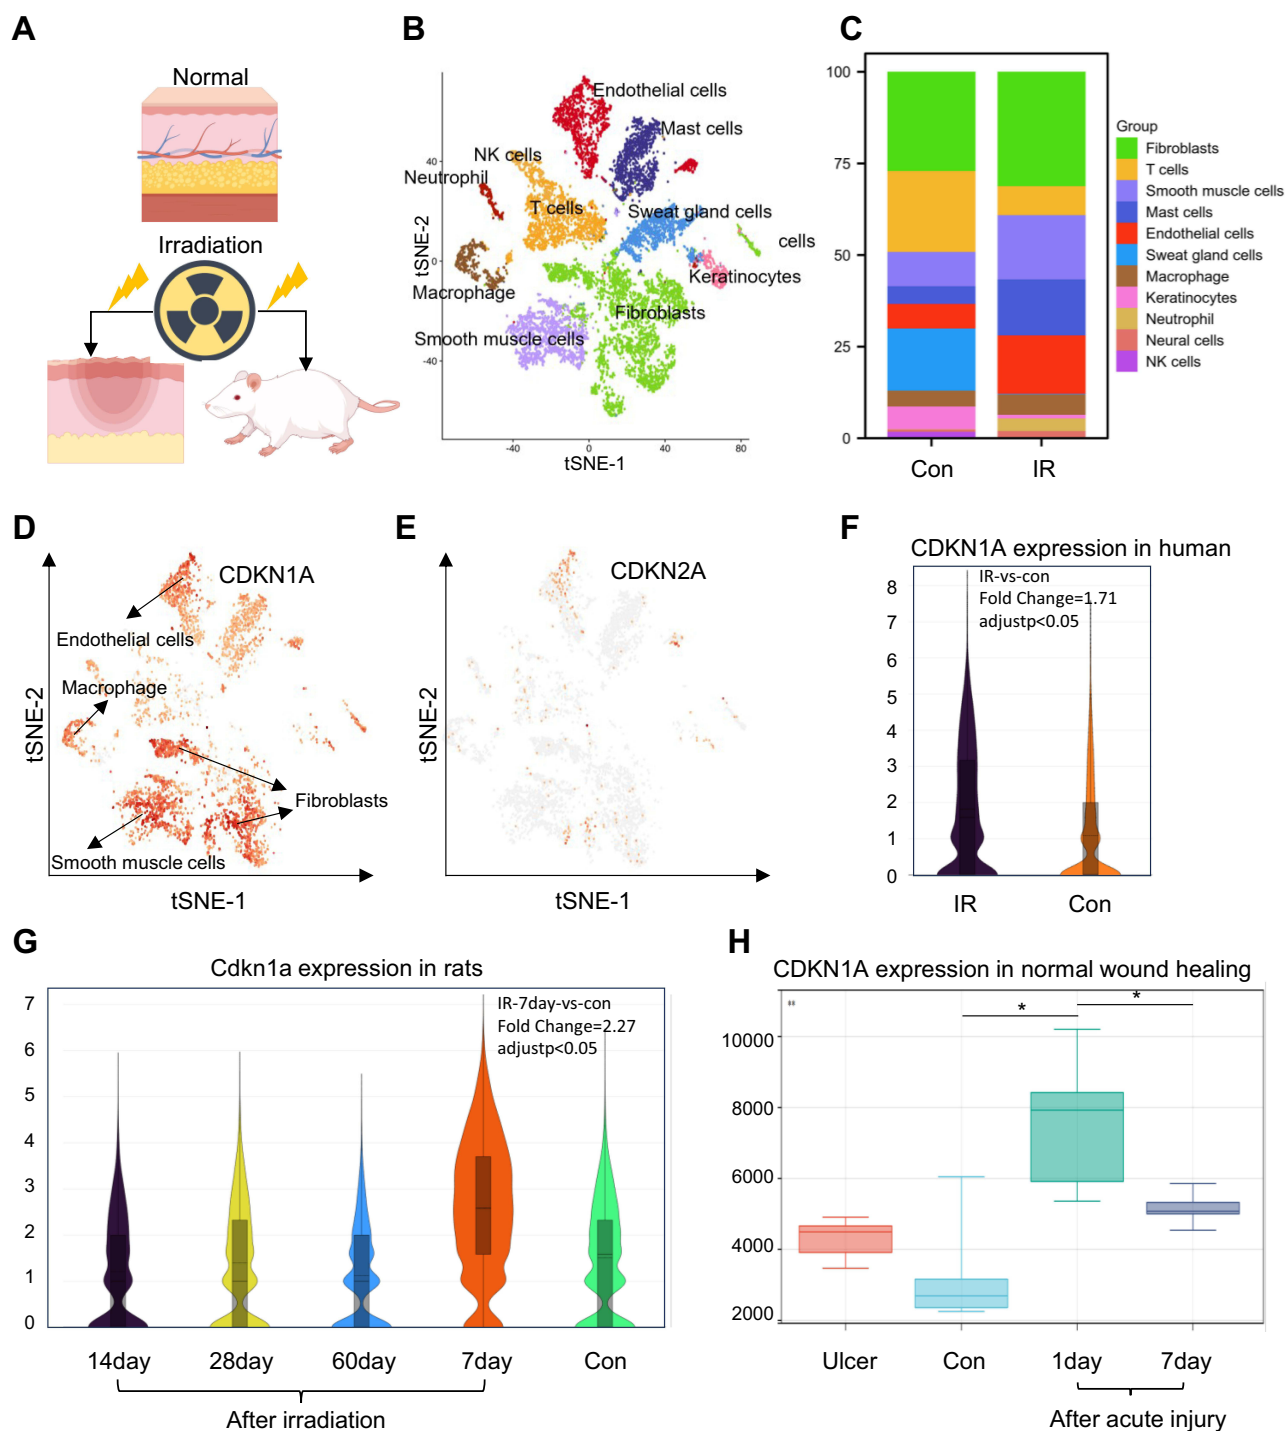 A
Normal
Irradiation
B
Endothelial cells
Mast cells
NK cells
Neutrophil
T cells
Sweat gland cells
cells
Keratinocytes
Macrophage
Fibroblasts
Smooth muscle cells
40
0
-40
tSNE-2
-40
0
40
80
tSNE-1
C
100
75
50
25
0
Con
IR
Group
Fibroblasts
T cells
Smooth muscle cells
Mast cells
Endothelial cells
Sweat gland cells
Macrophage
Keratinocytes
Neutrophil
Neural cells
NK cells
D
CDKN1A
Endothelial cells
Macrophage
Fibroblasts
Smooth muscle cells
tSNE-2
tSNE-1
E
CDKN2A
tSNE-2
tSNE-1
F
CDKN1A expression in human
IR-vs-con
Fold Change=1.71
adjustp<0.05
8
7
6
5
4
3
2
1
0
IR
Con
G
Cdkn1a expression in rats
IR-7day-vs-con
Fold Change=2.27
adjustp<0.05
7
6
5
4
3
2
1
0
14day
28day
60day
7day
Con
After irradiation
H
CDKN1A expression in normal wound healing
*
*
10000
8000
6000
4000
2000
Ulcer
Con
1day
7day
After acute injury